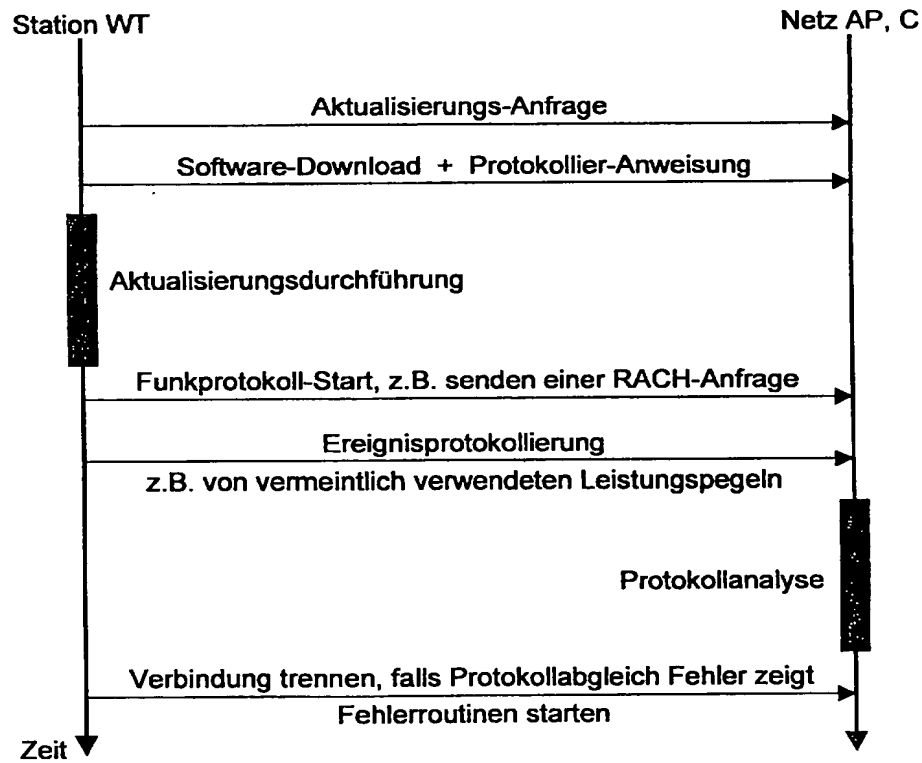 Station WT
Netz AP, C
Aktualisierungs-Anfrage
Software-Download + Protokollier-Anweisung
Aktualisierungsdurchführung
Funkprotokoll-Start, z.B. senden einer RACH-Anfrage
Ereignisprotokollierung
z.B. von vermeintlich verwendeten Leistungspegeln
Protokollanalyse
Verbindung trennen, falls Protokollabgleich Fehler zeigt
Fehlerroutinen starten
Zeit